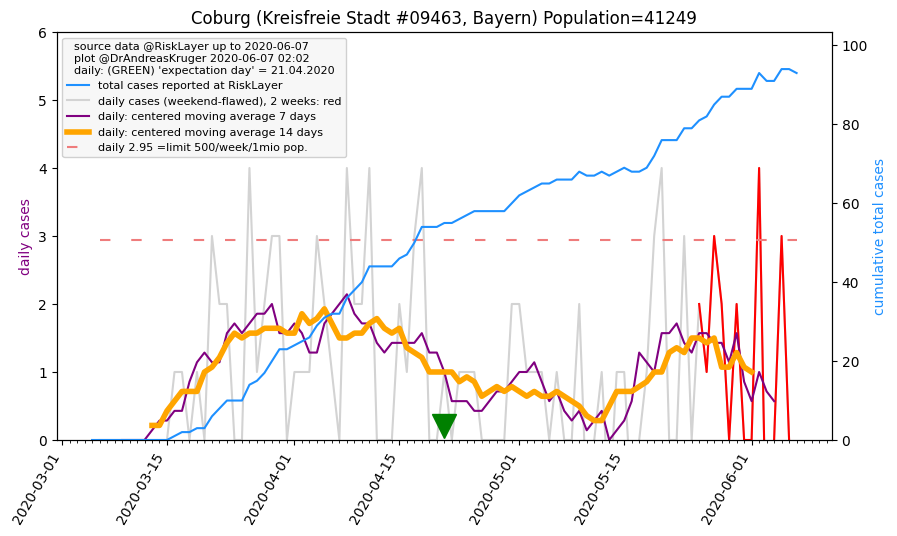 Coburg (Kreisfreie Stadt #09463, Bayern) Population=41249
source data @RiskLayer up to 2020-06-07
plot @DrAndreasKruger 2020-06-07 02:02
daily: (GREEN) 'expectation day' = 21.04.2020
total cases reported at RiskLayer
daily cases (weekend-flawed), 2 weeks: red
daily: centered moving average 7 days
daily: centered moving average 14 days
daily 2.95 =limit 500/week/1mio pop.
daily cases
6
5
4
3
2
1
0
100
80
60
40
20
0
cumulative total cases
2020-03-01
2020-03-15
2020-04-01
2020-04-15
2020-05-01
2020-05-15
2020-06-01